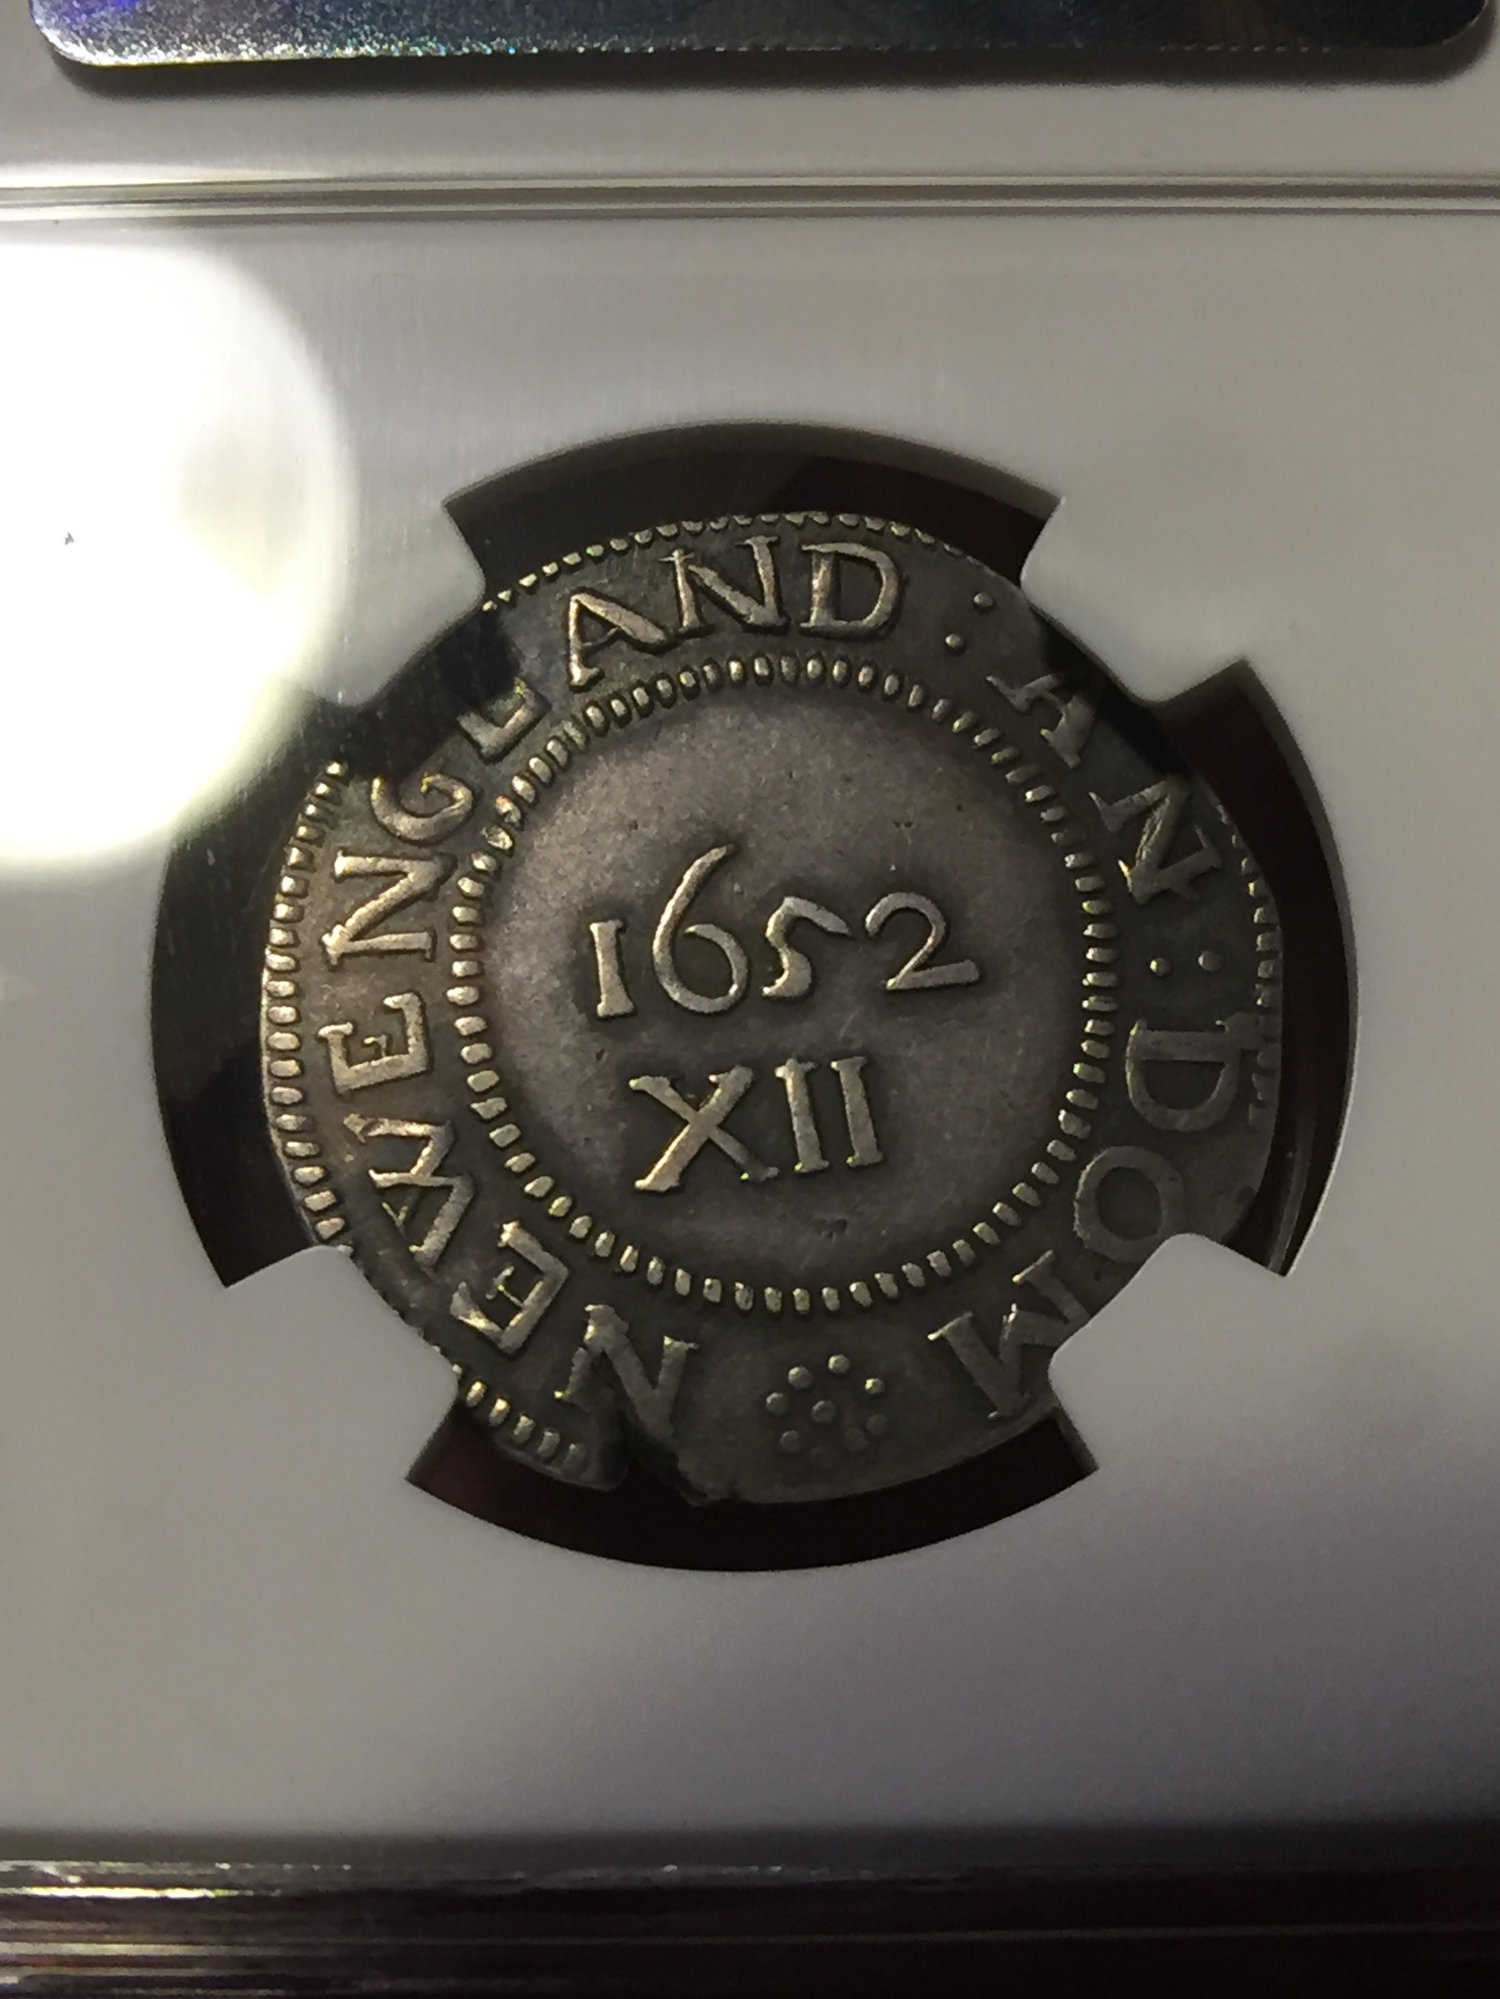 NEWENGLAND : AN : DOM
1652
XII